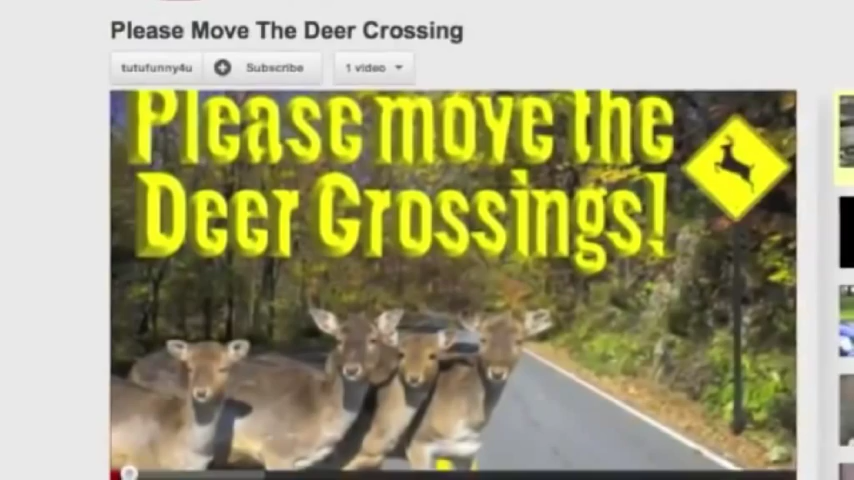 Please Move The Deer Crossing
tutufunny4u Subscribe 1 video
Please move the
Deer Crossings!